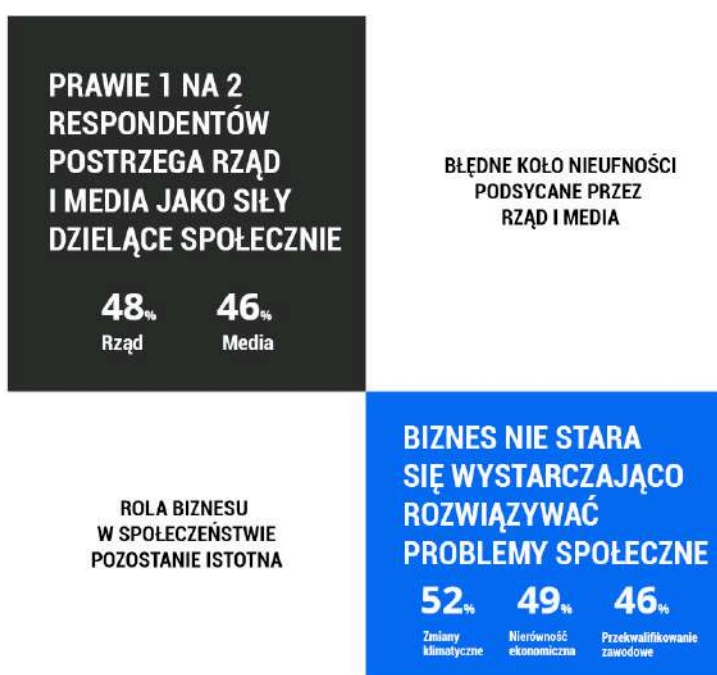 PRAWIE 1 NA 2
RESPONDENTÓW
POSTRZEGA RZĄD
I MEDIA JAKO SIŁY
DZIELĄCE SPOŁECZNIE
48% 46%
Rząd Media
BŁĘDNE KOŁO NIEUFNOŚCI
PODSYCANE PRZEZ
RZĄD I MEDIA
ROLA BIZNESU
W SPOŁECZEŃSTWIE
POZOSTANIE ISTOTNA
BIZNES NIE STARA
SIĘ WYSTARCZAJĄCO
ROZWIĄZYWAĆ
PROBLEMY SPOŁECZNE
52% 49% 46%
Zmiany Nierówność Przekwalifikowanie
klimatyczne ekonomiczna zawodowe